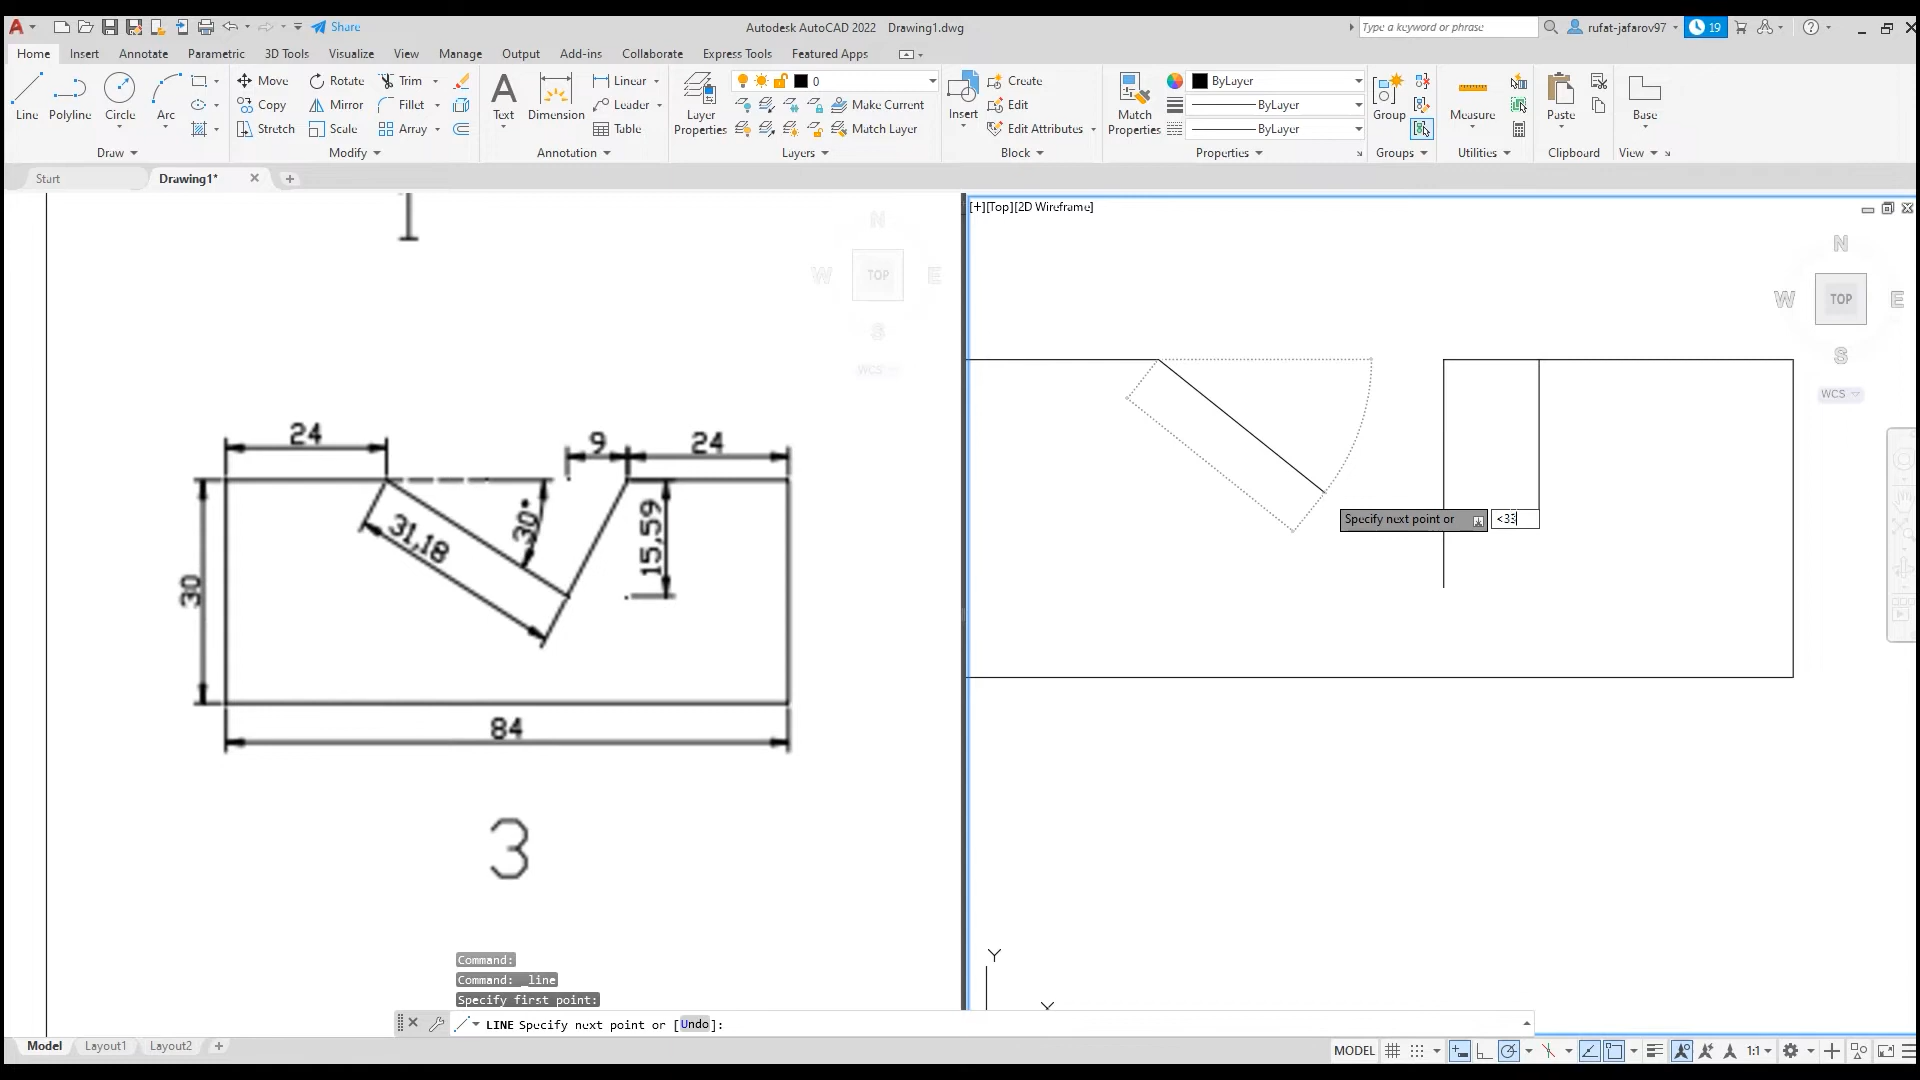 Share
Autodesk AutoCAD 2022 Drawing1.dwg
Type a keyword or phrase
rufat-jafarov97
19
Home Insert Annotate Parametric 3D Tools Visualize View Manage Output Add-ins Collaborate Express Tools Featured Apps
Line Polyline Circle Arc
Draw
Move Rotate Trim
Copy Mirror Fillet
Stretch Scale Array
Modify
Text Dimension
Linear
Leader
Table
Annotation
Layer Properties
0
Make Current
Match Layer
Layers
Insert
Create
Edit
Edit Attributes
Block
Match Properties
ByLayer
ByLayer
ByLayer
Properties
Group
Groups
Measure
Utilities
Paste
Clipboard
Base
View
Start Drawing1*
1
N
W TOP E
S
WCS
24
9
24
30
31,18
30°
15,59
84
3
[+][Top][2D Wireframe]
N
W TOP E
S
WCS
Specify next point or <33
Y
Command:
Command: _line
Specify first point:
LINE Specify next point or [Undo]:
Model Layout1 Layout2
MODEL
1:1